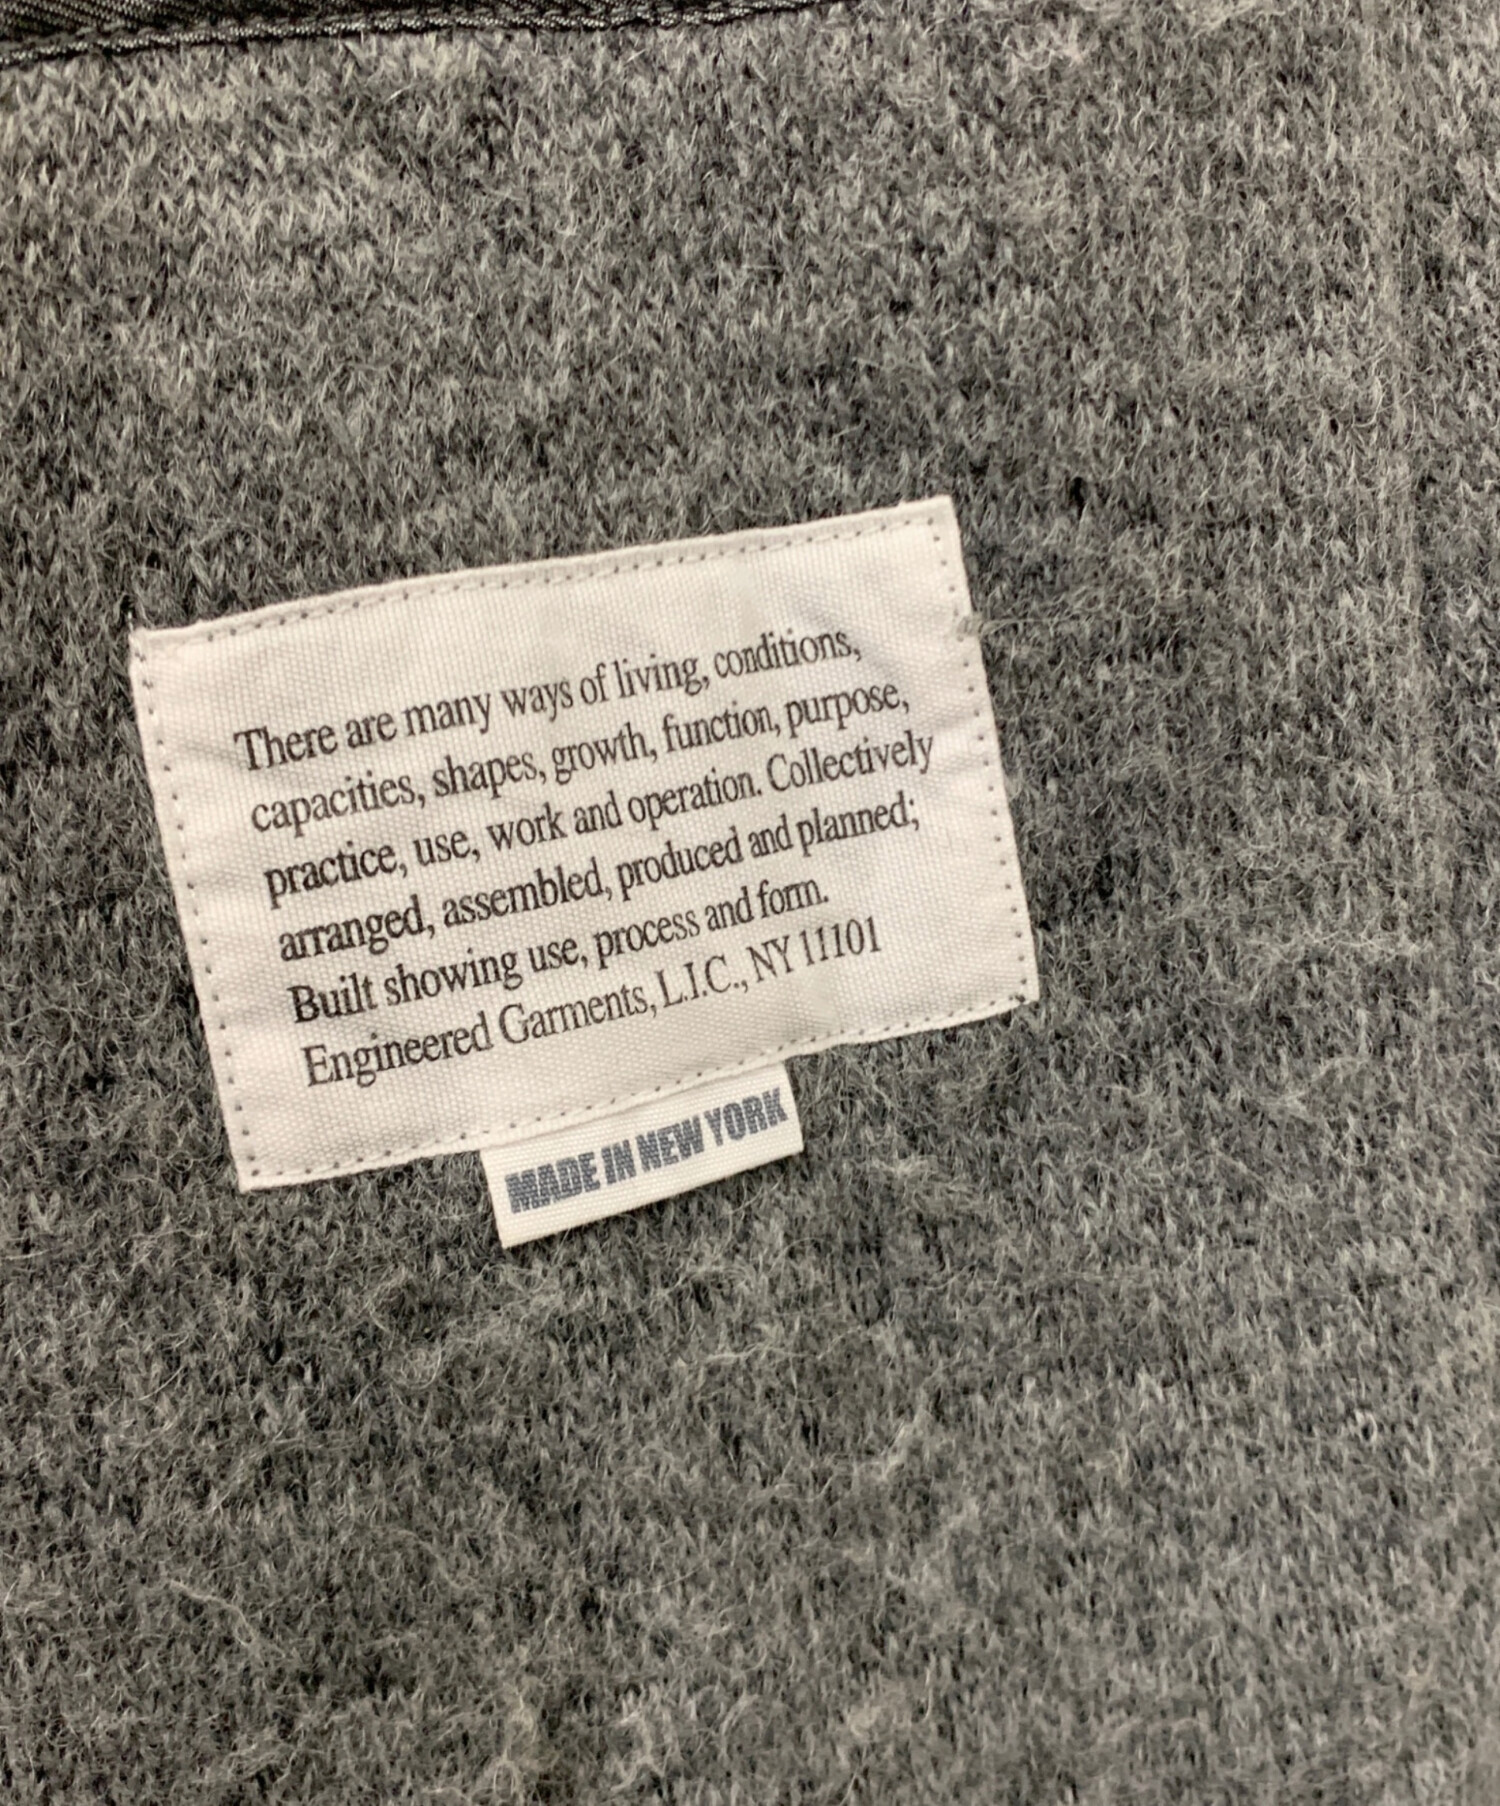 There are many ways of living, conditions,
capacities, shapes, growth, function, purpose,
practice, use, work and operation. Collectively
arranged, assembled, produced and planned;
Built showing use, process and form.
Engineered Garments, L.I.C., NY 11101
MADE IN NEW YORK